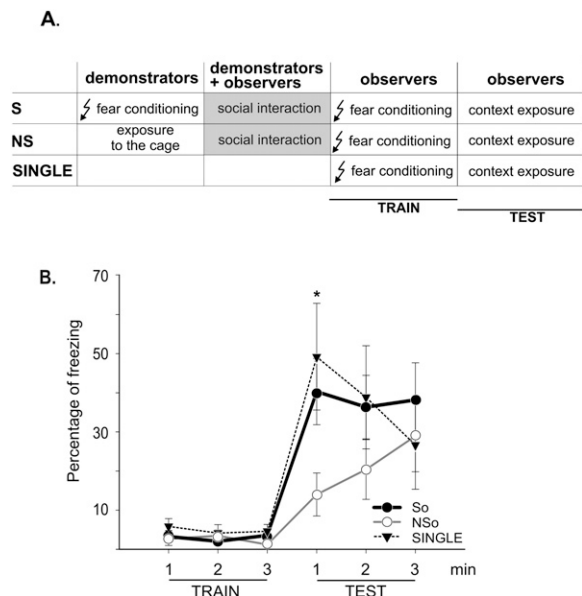 A.
demonstrators
demonstrators + observers
observers
observers
S
fear conditioning
social interaction
fear conditioning
context exposure
NS
exposure to the cage
social interaction
fear conditioning
context exposure
SINGLE
fear conditioning
context exposure
TRAIN
TEST
B.
Percentage of freezing
70
50
30
10
*
So
NSo
SINGLE
1 2 3 1 2 3 min
TRAIN TEST